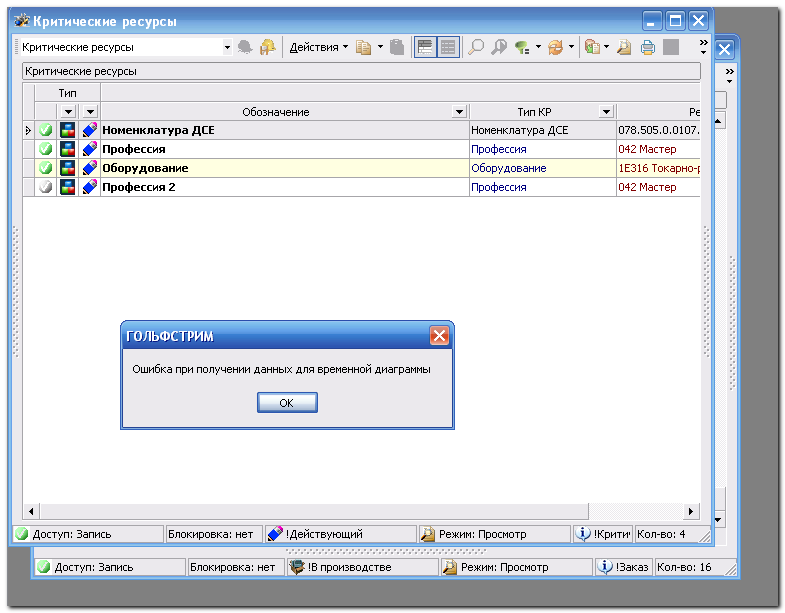 Критические ресурсы
Критические ресурсы
Действия
Критические ресурсы
Тип
Обозначение
Тип КР
Ре
Номенклатура ДСЕ
Номенклатура ДСЕ
078.505.0.0107.
Профессия
Профессия
042 Мастер
Оборудование
Оборудование
1Е316 Токарно-р
Профессия 2
Профессия
042 Мастер
ГОЛЬФСТРИМ
Ошибка при получении данных для временной диаграммы
OK
Доступ: Запись
Блокировка: нет
!Действующий
Режим: Просмотр
!Крити
Кол-во: 4
Доступ: Запись
Блокировка: нет
!В производстве
Режим: Просмотр
!Заказ
Кол-во: 16